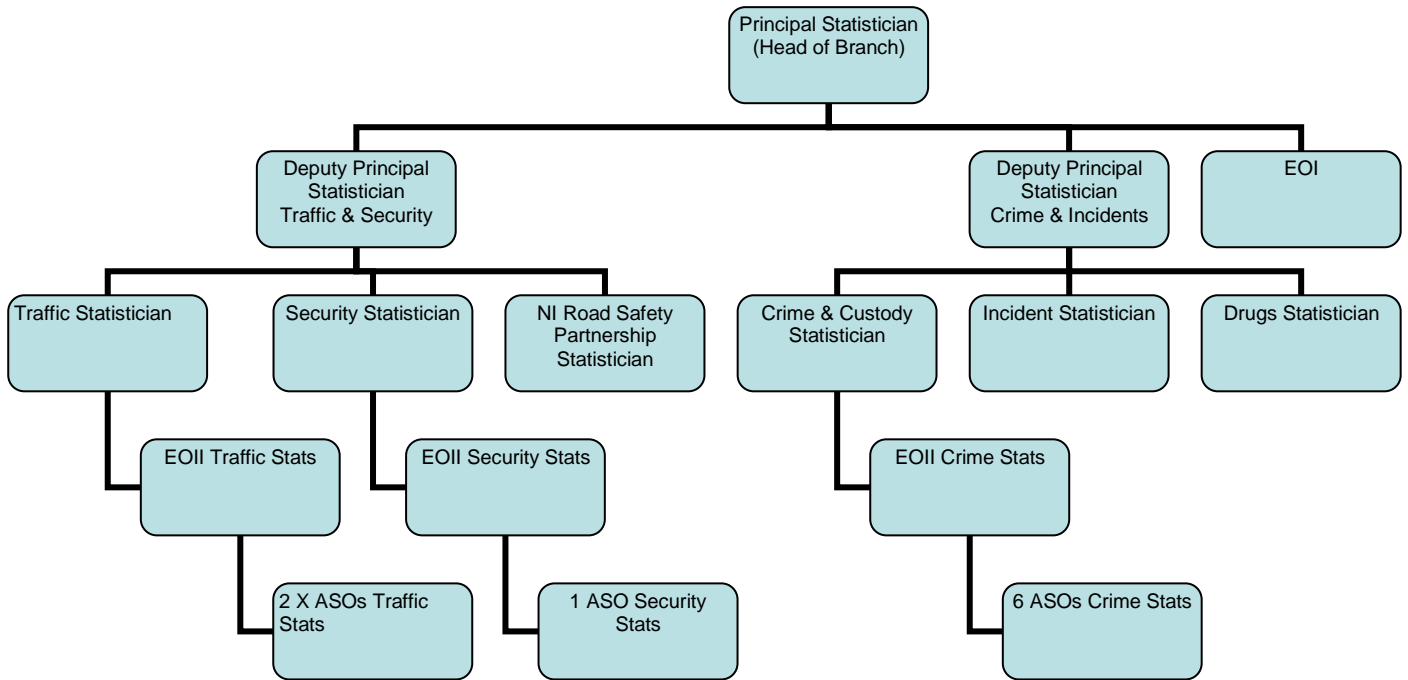 Principal Statistician
(Head of Branch)
Deputy Principal
Statistician
Traffic & Security
Deputy Principal
Statistician
Crime & Incidents
EOI
Traffic Statistician
Security Statistician
NI Road Safety
Partnership
Statistician
Crime & Custody
Statistician
Incident Statistician
Drugs Statistician
EOII Traffic Stats
EOII Security Stats
EOII Crime Stats
2 X ASOs Traffic
Stats
1 ASO Security
Stats
6 ASOs Crime Stats